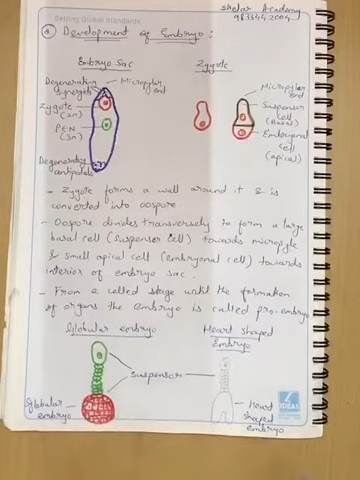 Setting Global Standards
Shelar Academy
9833442004
Development of Embryo :
Embryo Sac
Zygote
Degenerating synergids
Micropylar end
Zygote (2n)
PEN (3n)
Degenerating antipodals
Micropylar end
Suspensor cell
Embryonal cell (apical)
- Zygote forms a wall around it & is
converted into oospore
- Oospore divides transversely to form a large
basal cell (suspensor cell) towards micropyle
& small apical cell (embryonal cell) towards
interior of embryo sac.
- From 2 celled stage until the formation
of organs the embryo is called pro-embryo
Globular embryo
Heart shaped Embryo
Suspensor
Globular embryo
Heart shaped embryo
IDEAS